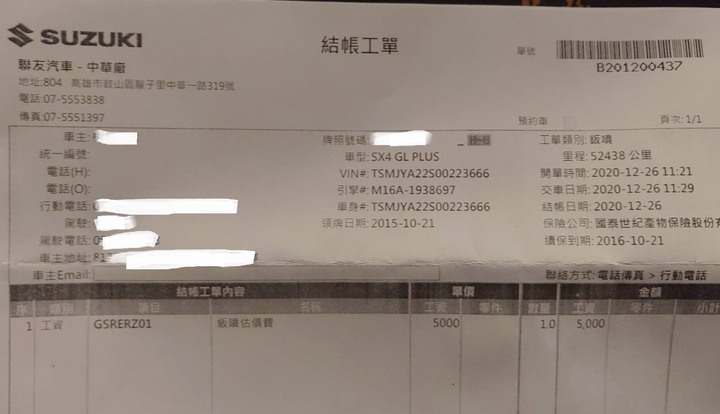 SUZUKI
結帳工單
單號
B201200437
聯友汽車 - 中華廠
地址:804 高雄市鼓山區龍子里中華一路319號
電話:07-5553838
傳真:07-5551397
預約單
頁次: 1/1
車主:
牌照號碼:
工單類別: 鈑噴
統一編號:
車型: SX4 GL PLUS
里程: 52438 公里
電話(H):
VIN#: TSMJYA22S00223666
開單時間: 2020-12-26 11:21
電話(O):
引擎#: M16A-1938697
交車日期: 2020-12-26 11:29
行動電話:
車身#: TSMJYA22S00223666
結帳日期: 2020-12-26
駕駛:
領牌日期: 2015-10-21
保險公司: 國泰世紀產物保險股份有
駕駛電話:
續保到期: 2016-10-21
車主地址:
車主Email:
聯絡方式: 電話傳真 > 行動電話
結帳工單內容 單價 金額
序 類別 項目 名稱 工資 零件 數量 工資 零件 小計
1 工資 GSRERZ01 鈑噴估價費 5000 1.0 5,000